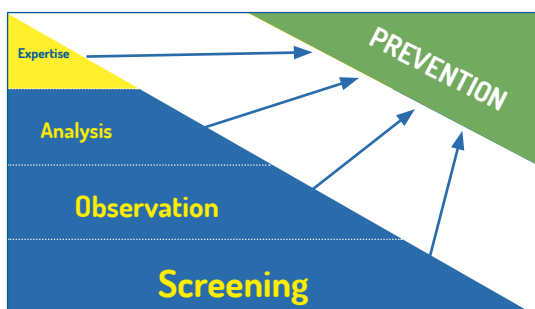 Expertise
PREVENTION
Analysis
Observation
Screening